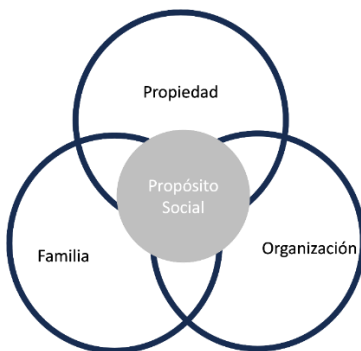 Propiedad
Propósito
Social
Familia
Organización